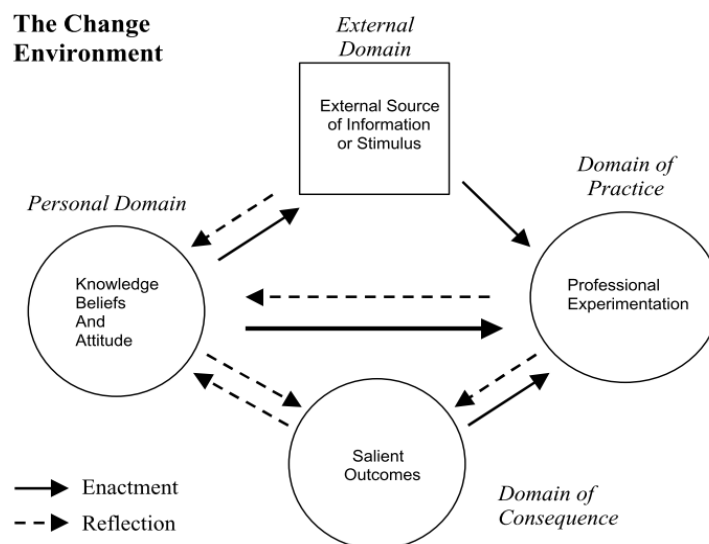 The Change
Environment
External
Domain
External Source
of Information
or Stimulus
Domain of
Practice
Personal Domain
Knowledge
Beliefs
And
Attitude
Professional
Experimentation
Salient
Outcomes
Enactment
Reflection
Domain of
Consequence